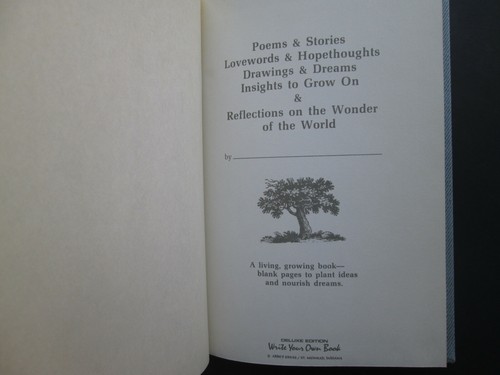 Poems & Stories
Lovewords & Hopethoughts
Drawings & Dreams
Insights to Grow On
&
Reflections on the Wonder
of the World
by
A living, growing book—
blank pages to plant ideas
and nourish dreams.
DELUXE EDITION
Write Your Own Book